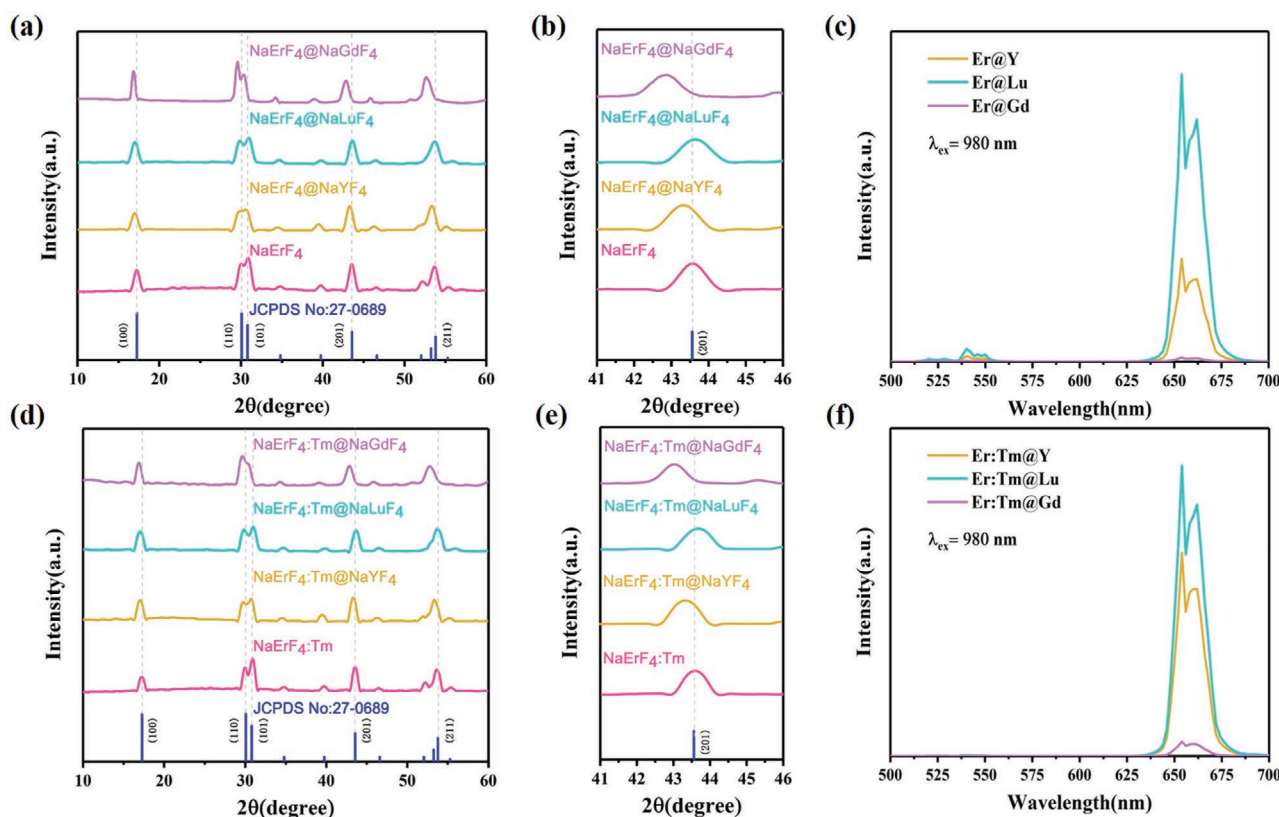 (a)
Intensity(a.u.)
NaErF4@NaGdF4
NaErF4@NaLuF4
NaErF4@NaYF4
NaErF4
JCPDS No:27-0689
(100)
(110)
(101)
(201)
(211)
10 20 30 40 50 60
2θ(degree)
(b)
Intensity(a.u.)
NaErF4@NaGdF4
NaErF4@NaLuF4
NaErF4@NaYF4
NaErF4
(201)
41 42 43 44 45 46
2θ(degree)
(c)
Intensity(a.u.)
Er@Y
Er@Lu
Er@Gd
λex= 980 nm
500 525 550 575 600 625 650 675 700
Wavelength(nm)
(d)
Intensity(a.u.)
NaErF4:Tm@NaGdF4
NaErF4:Tm@NaLuF4
NaErF4:Tm@NaYF4
NaErF4:Tm
JCPDS No:27-0689
(100)
(110)
(101)
(201)
(211)
10 20 30 40 50 60
2θ(degree)
(e)
Intensity(a.u.)
NaErF4:Tm@NaGdF4
NaErF4:Tm@NaLuF4
NaErF4:Tm@NaYF4
NaErF4:Tm
(201)
41 42 43 44 45 46
2θ(degree)
(f)
Intensity(a.u.)
Er:Tm@Y
Er:Tm@Lu
Er:Tm@Gd
λex= 980 nm
500 525 550 575 600 625 650 675 700
Wavelength(nm)